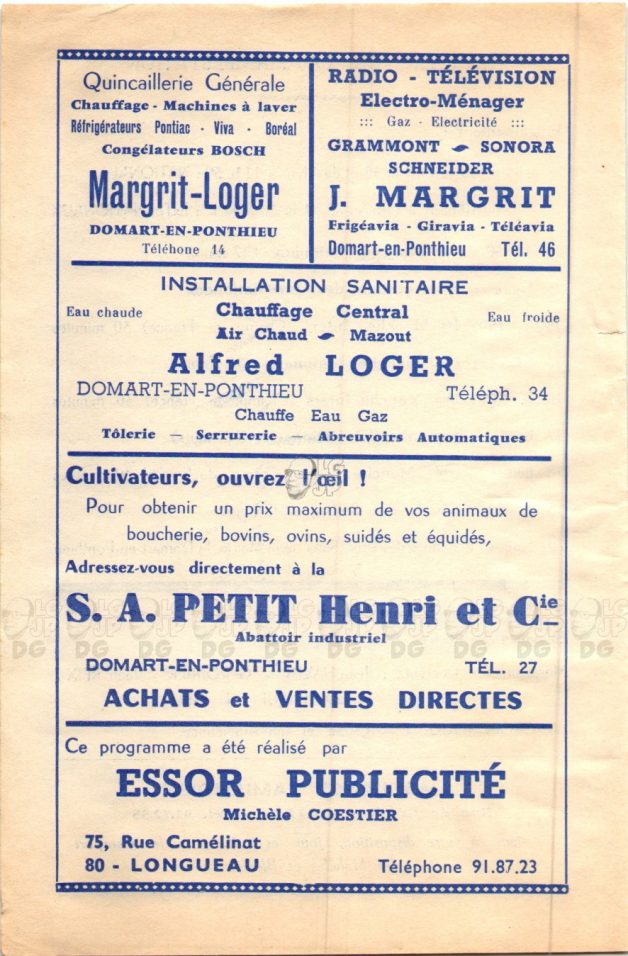 Quincaillerie Générale
Chauffage - Machines à laver
Réfrigérateurs Pontiac - Viva - Boréal
Congélateurs BOSCH
Margrit-Loger
DOMART-EN-PONTHIEU
Téléhone 14
RADIO - TÉLÉVISION
Electro-Ménager
::: Gaz - Electricité :::
GRAMMONT SONORA
SCHNEIDER
J. MARGRIT
Frigéavia - Giravia - Téléavia
Domart-en-Ponthieu Tél. 46
INSTALLATION SANITAIRE
Eau chaude Chauffage Central Eau froide
Air Chaud Mazout
Alfred LOGER
DOMART-EN-PONTHIEU Téléph. 34
Chauffe Eau Gaz
Tôlerie — Serrurerie — Abreuvoirs Automatiques
Cultivateurs, ouvrez l'œil !
Pour obtenir un prix maximum de vos animaux de
boucherie, bovins, ovins, suidés et équidés,
Adressez-vous directement à la
S. A. PETIT Henri et Cie
Abattoir industriel
DOMART-EN-PONTHIEU TÉL. 27
ACHATS et VENTES DIRECTES
Ce programme a été réalisé par
ESSOR PUBLICITÉ
Michèle COESTIER
75, Rue Camélinat
80 - LONGUEAU Téléphone 91.87.23